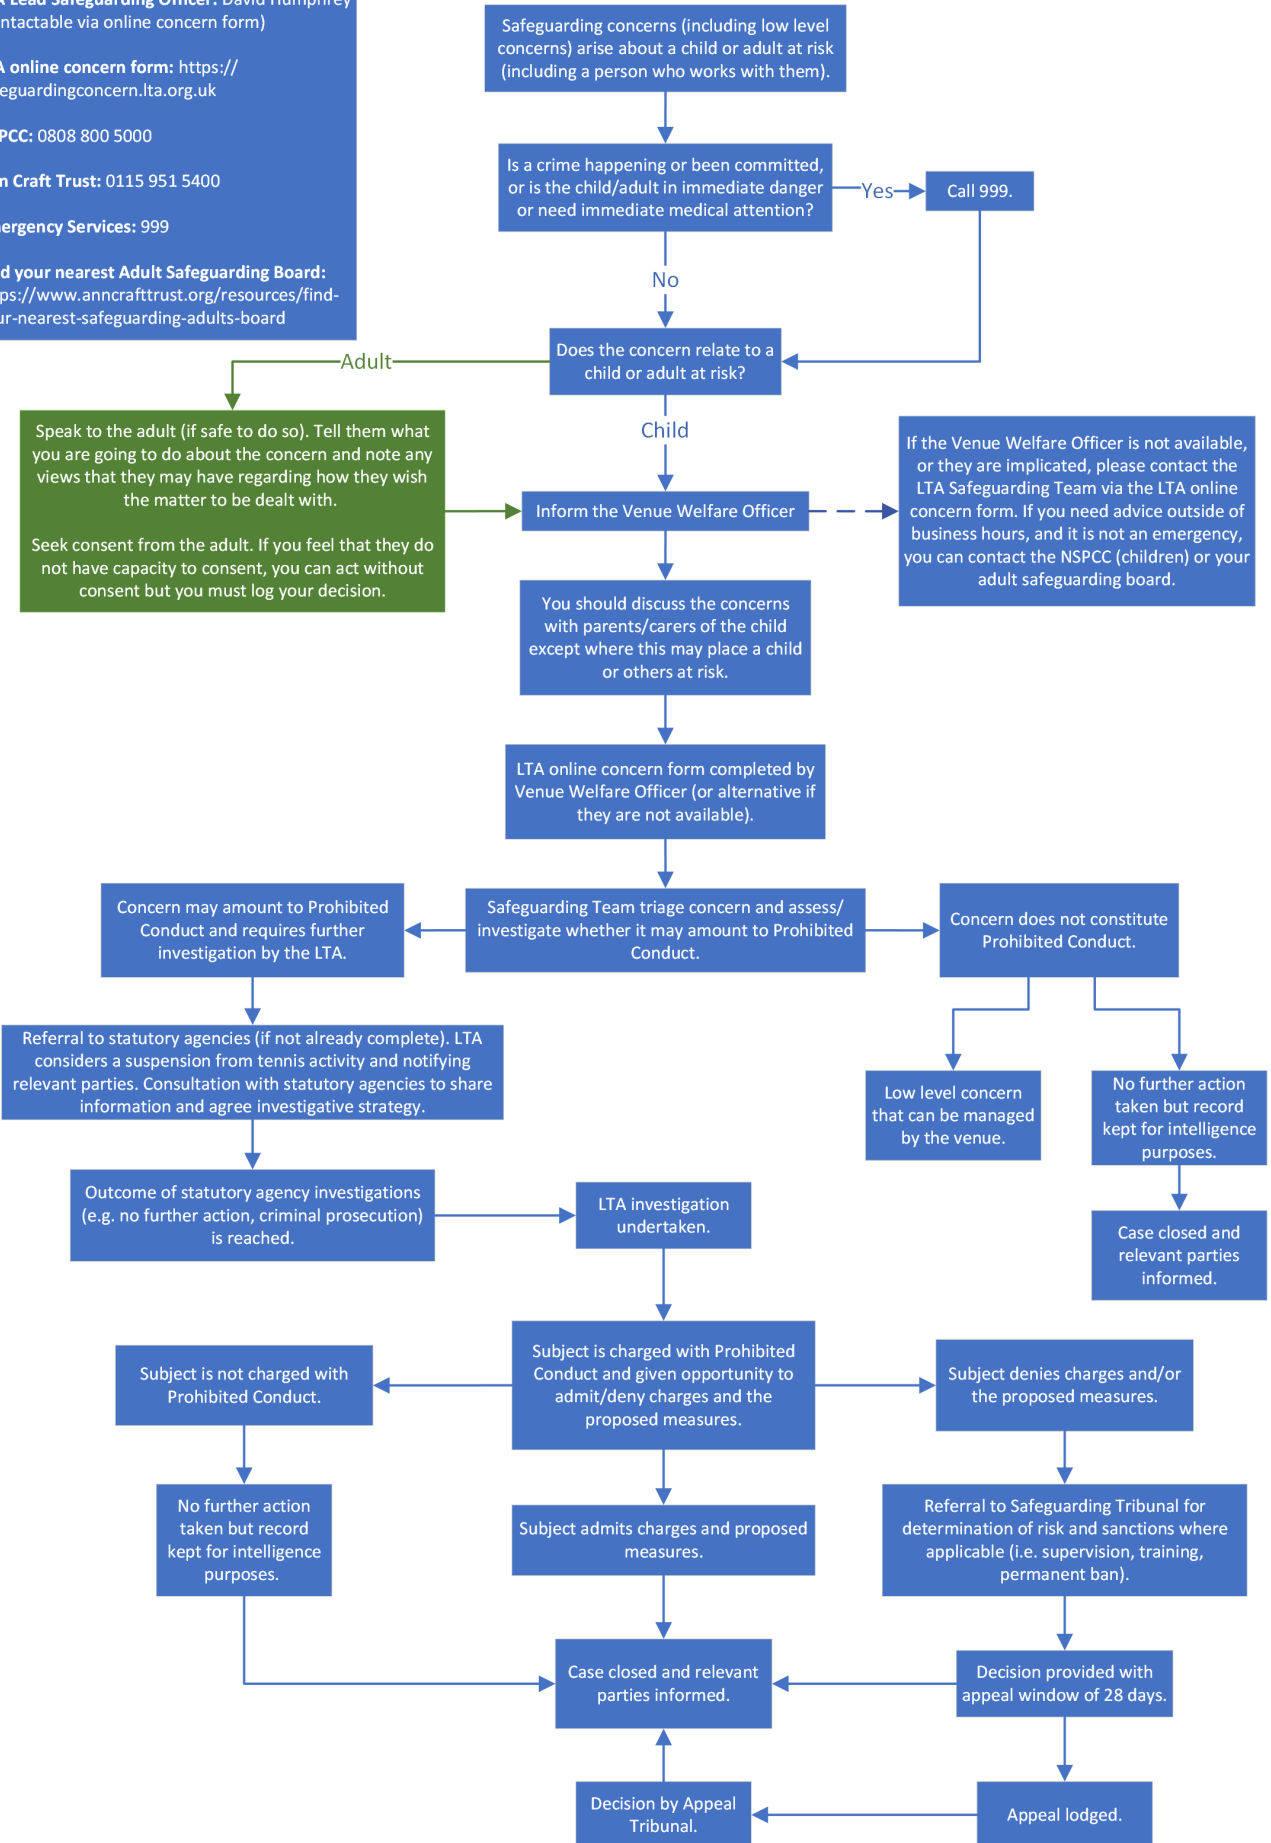 Lead Safeguarding Officer: David Humphrey
ntactable via online concern form)
online concern form: https://
eguardingconcern.lta.org.uk
PCC: 0808 800 5000
n Craft Trust: 0115 951 5400
ergency Services: 999
d your nearest Adult Safeguarding Board:
ps://www.anncrafttrust.org/resources/find-
ur-nearest-safeguarding-adults-board
Safeguarding concerns (including low level
concerns) arise about a child or adult at risk
(including a person who works with them).
Is a crime happening or been committed,
or is the child/adult in immediate danger
or need immediate medical attention?
Yes
Call 999.
No
Does the concern relate to a
child or adult at risk?
Adult
Child
Speak to the adult (if safe to do so). Tell them what
you are going to do about the concern and note any
views that they may have regarding how they wish
the matter to be dealt with.
Seek consent from the adult. If you feel that they do
not have capacity to consent, you can act without
consent but you must log your decision.
Inform the Venue Welfare Officer
If the Venue Welfare Officer is not available,
or they are implicated, please contact the
LTA Safeguarding Team via the LTA online
concern form. If you need advice outside of
business hours, and it is not an emergency,
you can contact the NSPCC (children) or your
adult safeguarding board.
You should discuss the concerns
with parents/carers of the child
except where this may place a child
or others at risk.
LTA online concern form completed by
Venue Welfare Officer (or alternative if
they are not available).
Concern may amount to Prohibited
Conduct and requires further
investigation by the LTA.
Safeguarding Team triage concern and assess/
investigate whether it may amount to Prohibited
Conduct.
Concern does not constitute
Prohibited Conduct.
Referral to statutory agencies (if not already complete). LTA
considers a suspension from tennis activity and notifying
relevant parties. Consultation with statutory agencies to share
information and agree investigative strategy.
Low level concern
that can be managed
by the venue.
No further action
taken but record
kept for intelligence
purposes.
Outcome of statutory agency investigations
(e.g. no further action, criminal prosecution)
is reached.
LTA investigation
undertaken.
Case closed and
relevant parties
informed.
Subject is not charged with
Prohibited Conduct.
Subject is charged with Prohibited
Conduct and given opportunity to
admit/deny charges and the
proposed measures.
Subject denies charges and/or
the proposed measures.
No further action
taken but record
kept for intelligence
purposes.
Subject admits charges and proposed
measures.
Referral to Safeguarding Tribunal for
determination of risk and sanctions where
applicable (i.e. supervision, training,
permanent ban).
Case closed and relevant
parties informed.
Decision provided with
appeal window of 28 days.
Decision by Appeal
Tribunal.
Appeal lodged.